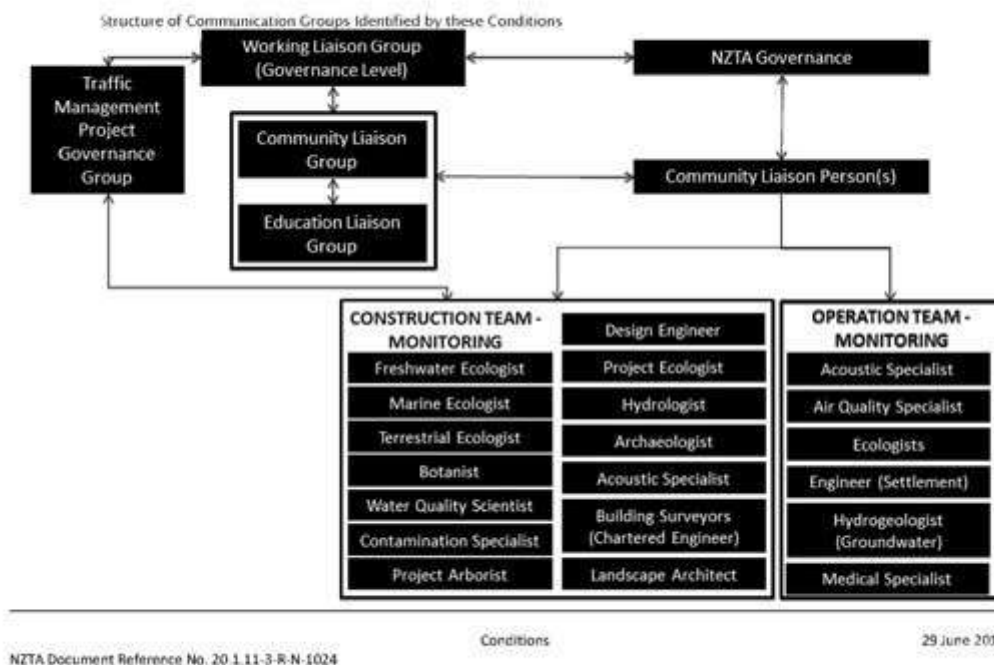 Structure of Communication Groups Identified by these Conditions
Working Liaison Group
(Governance Level)
NZTA Governance
Traffic
Management
Project
Governance
Group
Community Liaison
Group
Community Liaison Person(s)
Education Liaison
Group
CONSTRUCTION TEAM -
MONITORING
Freshwater Ecologist
Marine Ecologist
Terrestrial Ecologist
Botanist
Water Quality Scientist
Contamination Specialist
Project Arborist
Design Engineer
Project Ecologist
Hydrologist
Archaeologist
Acoustic Specialist
Building Surveyors
(Chartered Engineer)
Landscape Architect
OPERATION TEAM -
MONITORING
Acoustic Specialist
Air Quality Specialist
Ecologists
Engineer (Settlement)
Hydrogeologist
(Groundwater)
Medical Specialist
Conditions
29 June 201
NZTA Document Reference No. 20.1.11-3-R-N-1024